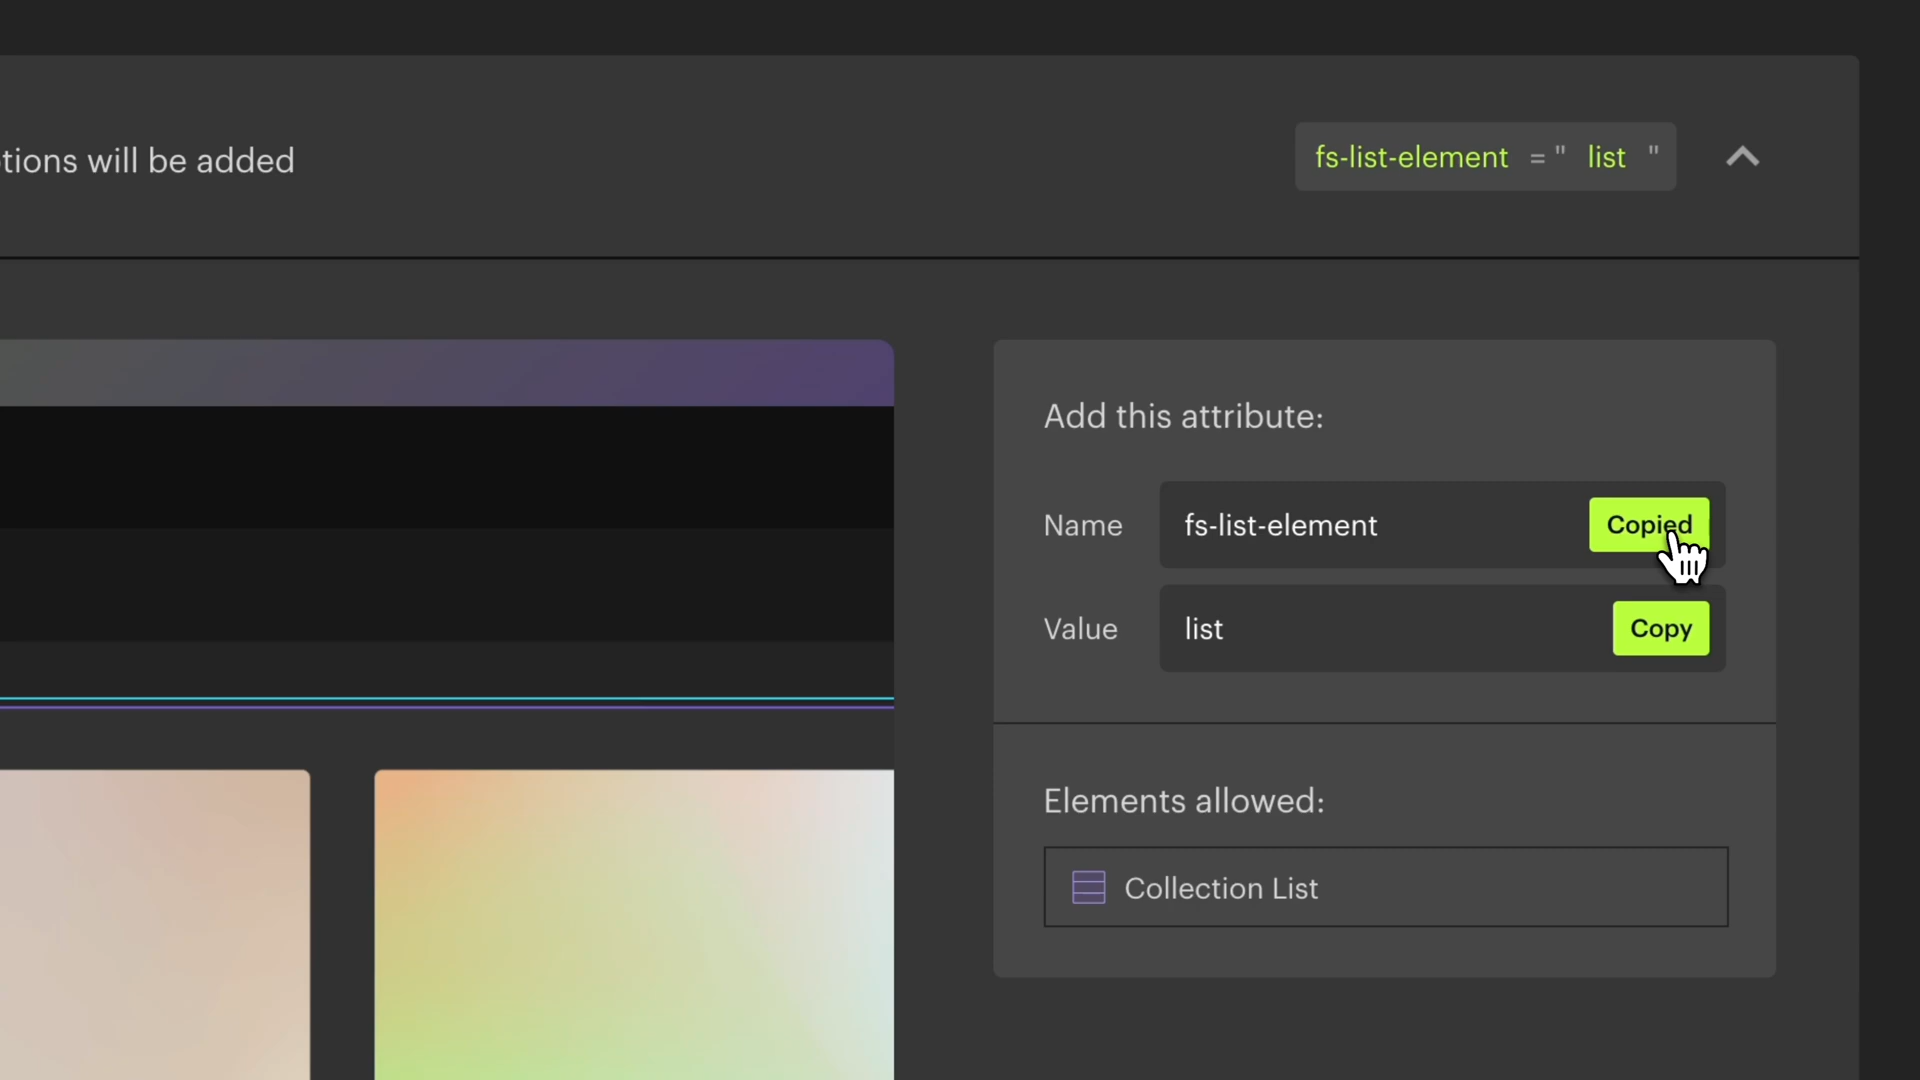 tions will be added
fs-list-element = " list "
Add this attribute:
Name fs-list-element Copied
Value list Copy
Elements allowed:
Collection List